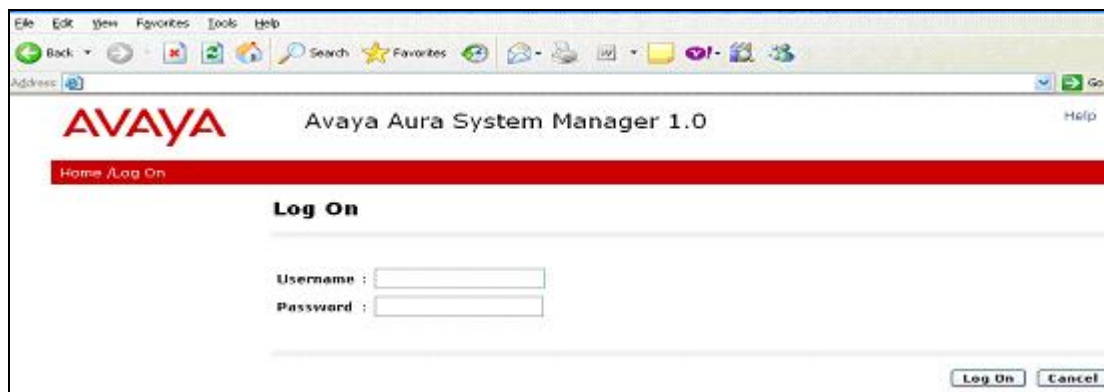 File Edit View Favorites Tools Help
Back Search Favorites
Address Go
AVAYA Avaya Aura System Manager 1.0 Help
Home /Log On
Log On
Username :
Password :
Log On Cancel